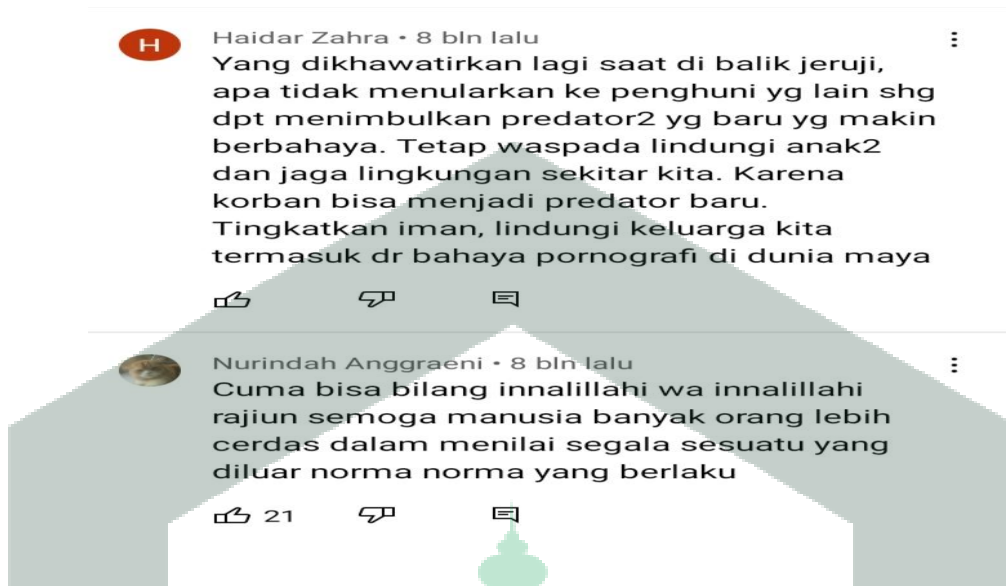 H
Haidar Zahra • 8 bln lalu
Yang dikhawatirkan lagi saat di balik jeruji,
apa tidak menularkan ke penghuni yg lain shg
dpt menimbulkan predator2 yg baru yg makin
berbahaya. Tetap waspada lindungi anak2
dan jaga lingkungan sekitar kita. Karena
korban bisa menjadi predator baru.
Tingkatkan iman, lindungi keluarga kita
termasuk dr bahaya pornografi di dunia maya
Nurindah Anggraeni • 8 bln lalu
Cuma bisa bilang innalillahi wa innalillahi
rajiun semoga manusia banyak orang lebih
cerdas dalam menilai segala sesuatu yang
diluar norma norma yang berlaku
21